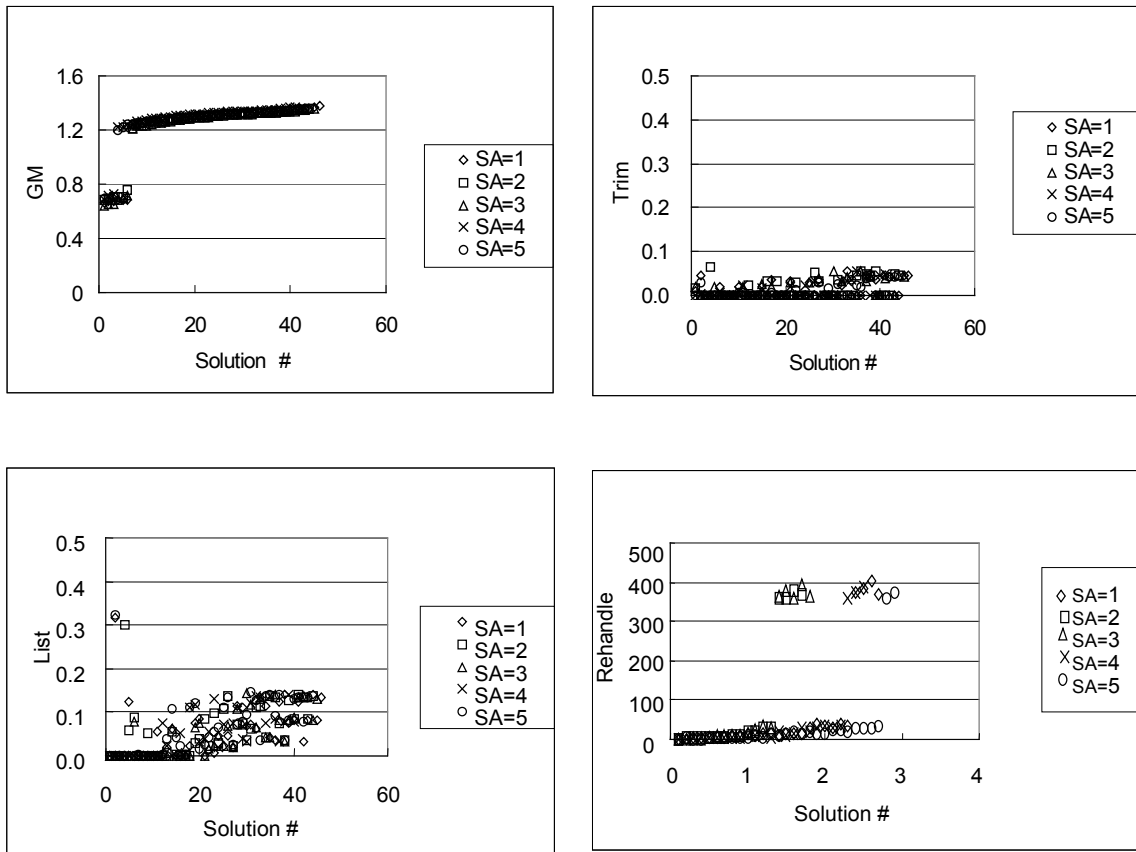 1.6
1.2
0.8
0.4
0
GM
0 20 40 60
Solution #
SA=1
SA=2
SA=3
SA=4
SA=5
0.5
0.4
0.3
0.2
0.1
0.0
Trim
0 20 40 60
Solution #
SA=1
SA=2
SA=3
SA=4
SA=5
0.5
0.4
0.3
0.2
0.1
0.0
List
0 20 40 60
Solution #
SA=1
SA=2
SA=3
SA=4
SA=5
500
400
300
200
100
0
Rehandle
0 1 2 3 4
Solution #
SA=1
SA=2
SA=3
SA=4
SA=5